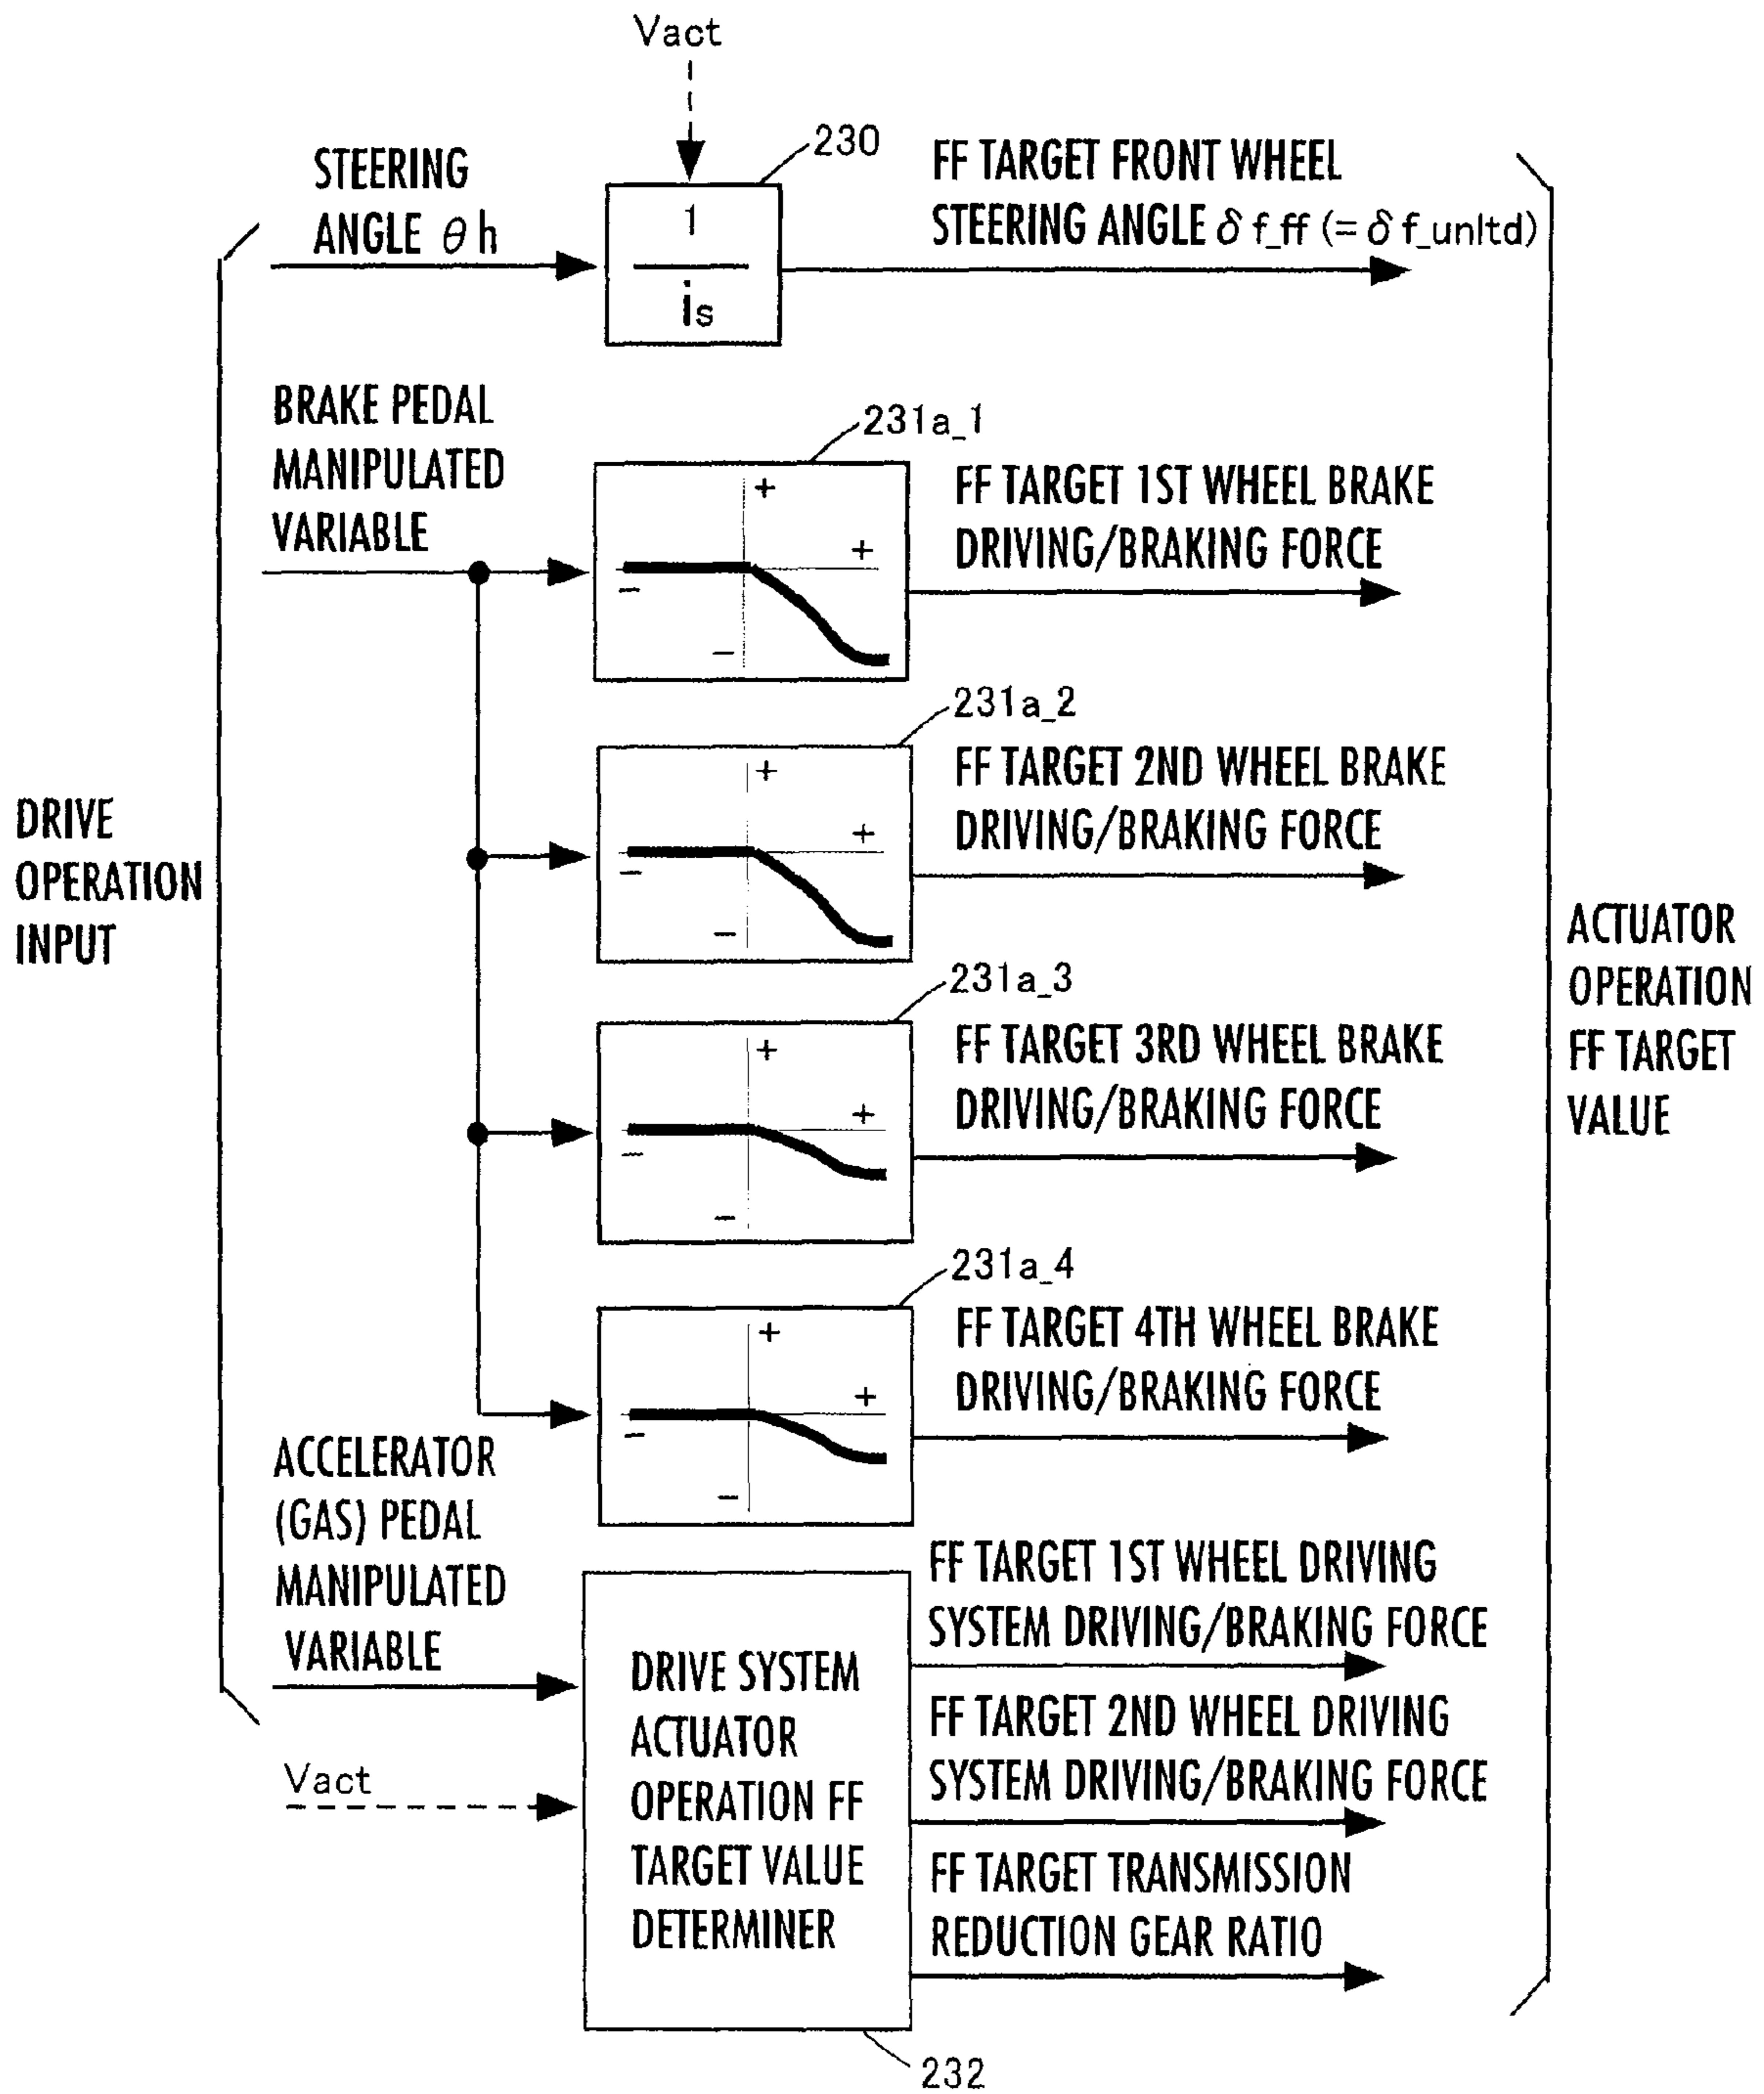 Vact
230
STEERING
ANGLE θh
1
is
FF TARGET FRONT WHEEL
STEERING ANGLE δf_ff (= δf_unltd)
BRAKE PEDAL
MANIPULATED
VARIABLE
231a_1
+
+
−
−
FF TARGET 1ST WHEEL BRAKE
DRIVING/BRAKING FORCE
231a_2
+
+
−
−
FF TARGET 2ND WHEEL BRAKE
DRIVING/BRAKING FORCE
DRIVE
OPERATION
INPUT
ACTUATOR
OPERATION
FF TARGET
VALUE
231a_3
+
+
−
−
FF TARGET 3RD WHEEL BRAKE
DRIVING/BRAKING FORCE
231a_4
+
+
−
−
FF TARGET 4TH WHEEL BRAKE
DRIVING/BRAKING FORCE
ACCELERATOR
(GAS) PEDAL
MANIPULATED
VARIABLE
Vact
DRIVE SYSTEM
ACTUATOR
OPERATION FF
TARGET VALUE
DETERMINER
FF TARGET 1ST WHEEL DRIVING
SYSTEM DRIVING/BRAKING FORCE
FF TARGET 2ND WHEEL DRIVING
SYSTEM DRIVING/BRAKING FORCE
FF TARGET TRANSMISSION
REDUCTION GEAR RATIO
232